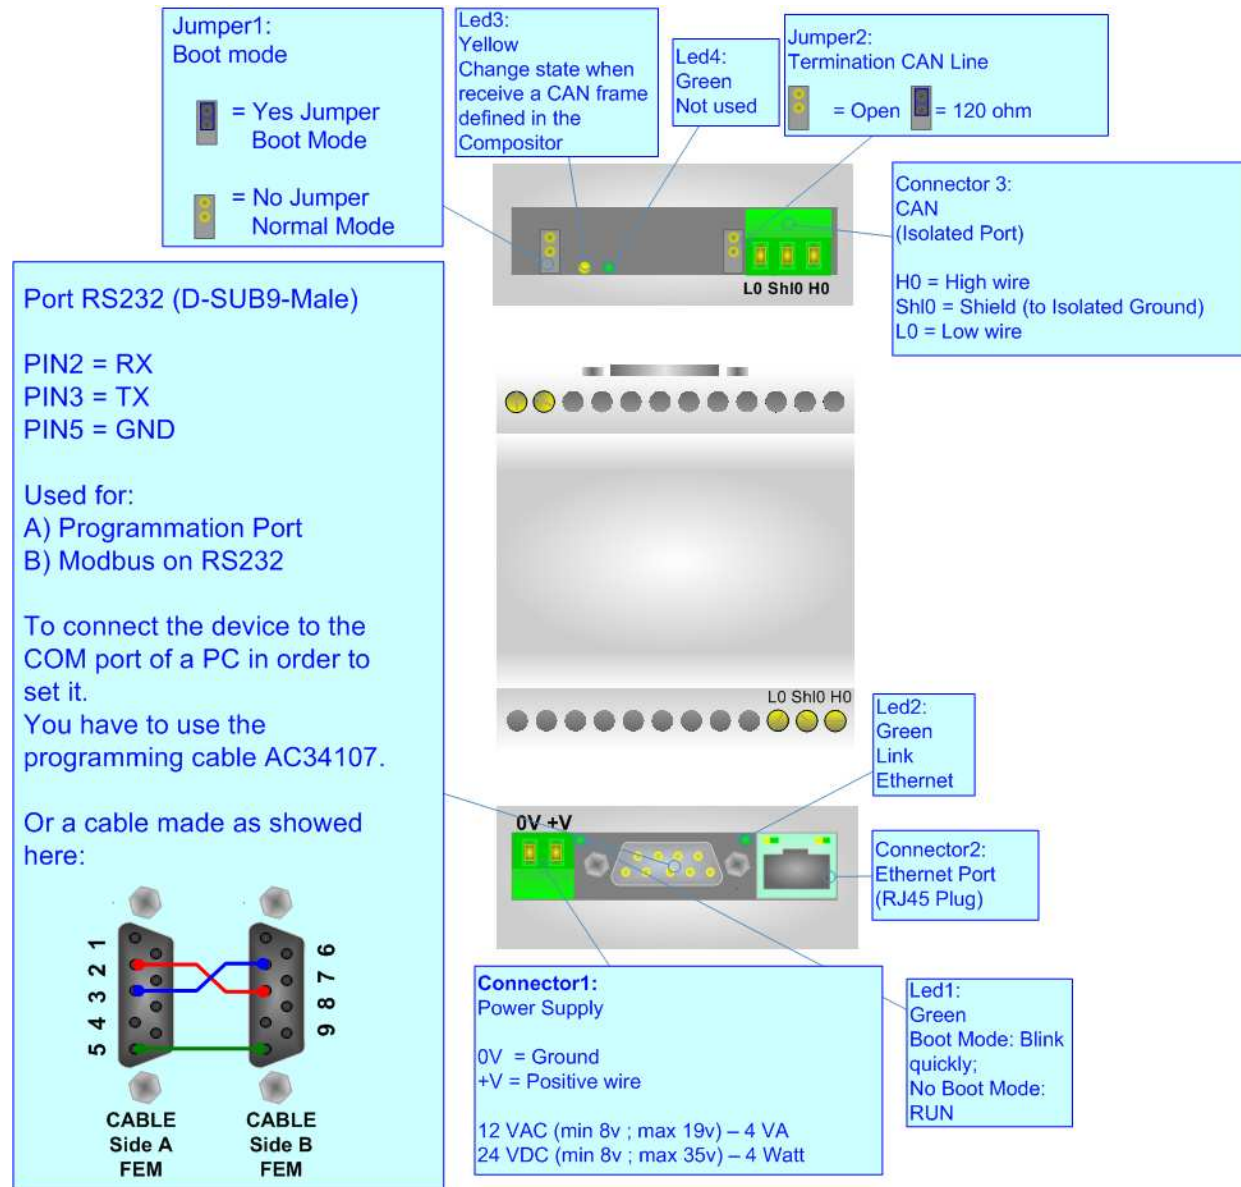 Jumper1:
Boot mode
= Yes Jumper
Boot Mode
= No Jumper
Normal Mode
Led3:
Yellow
Change state when
receive a CAN frame
defined in the
Compositor
Led4:
Green
Not used
Jumper2:
Termination CAN Line
= Open = 120 ohm
Connector 3:
CAN
(Isolated Port)
H0 = High wire
Shl0 = Shield (to Isolated Ground)
L0 = Low wire
L0 Shl0 H0
Port RS232 (D-SUB9-Male)
PIN2 = RX
PIN3 = TX
PIN5 = GND
Used for:
A) Programmation Port
B) Modbus on RS232
To connect the device to the
COM port of a PC in order to
set it.
You have to use the
programming cable AC34107.
Or a cable made as showed
here:
1
2
3
4
5
6
7
8
9
CABLE
Side A
FEM
CABLE
Side B
FEM
L0 Shl0 H0
Led2:
Green
Link
Ethernet
0V +V
Connector2:
Ethernet Port
(RJ45 Plug)
Connector1:
Power Supply
0V = Ground
+V = Positive wire
12 VAC (min 8v ; max 19v) – 4 VA
24 VDC (min 8v ; max 35v) – 4 Watt
Led1:
Green
Boot Mode: Blink
quickly;
No Boot Mode:
RUN